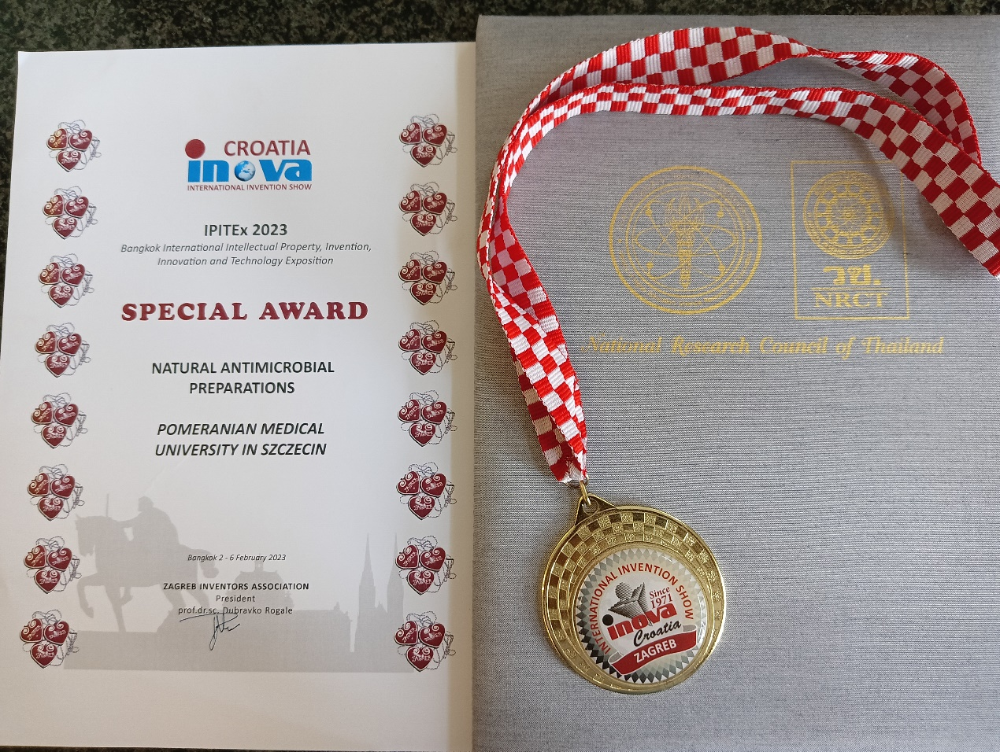 CROATIA
inova
INTERNATIONAL INVENTION SHOW
IPITEx 2023
Bangkok International Intellectual Property, Invention,
Innovation and Technology Exposition
SPECIAL AWARD
NATURAL ANTIMICROBIAL
PREPARATIONS
POMERANIAN MEDICAL
UNIVERSITY IN SZCZECIN
Bangkok 2 - 6 February 2023
ZAGREB INVENTORS ASSOCIATION
President
prof.dr.sc. Dubravko Rogale
วช.
NRCT
National Research Council of Thailand
INTERNATIONAL INVENTION SHOW
Since
1971
inova
Croatia
ZAGREB